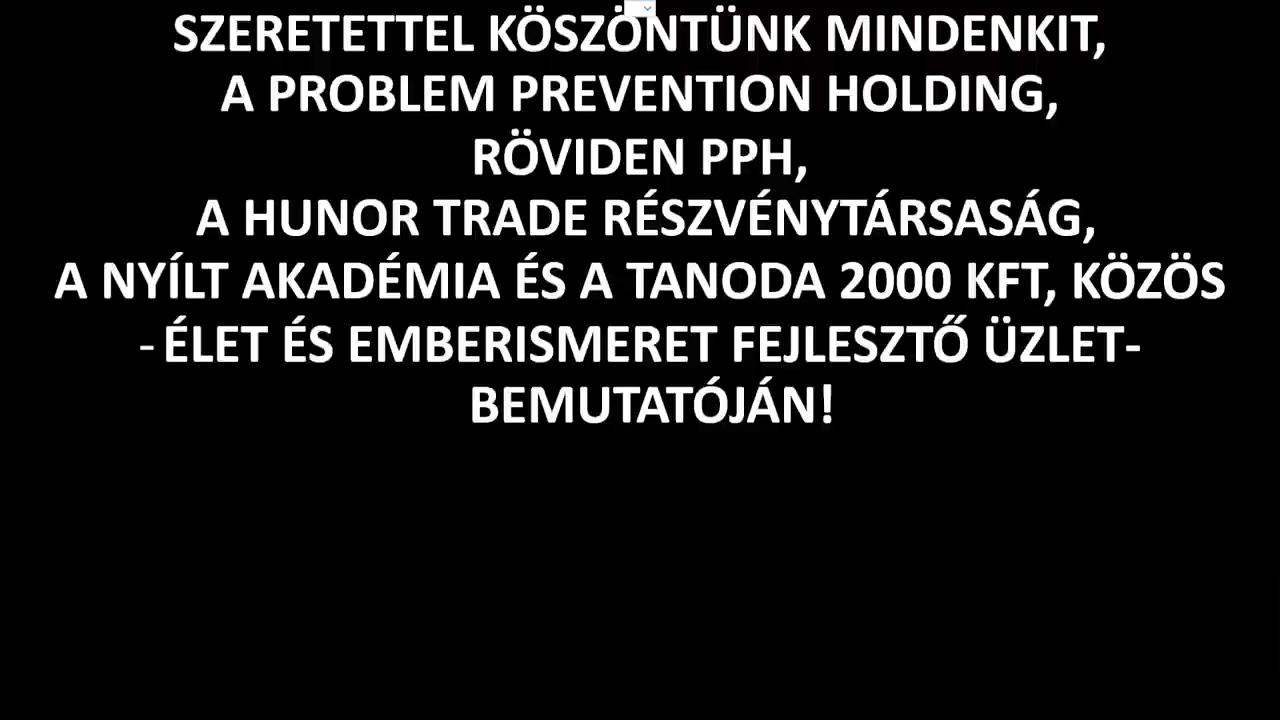 SZERETETTEL KÖSZÖNTÜNK MINDENKIT,
A PROBLEM PREVENTION HOLDING,
RÖVIDEN PPH,
A HUNOR TRADE RÉSZVÉNYTÁRSASÁG,
A NYÍLT AKADÉMIA ÉS A TANODA 2000 KFT, KÖZÖS
- ÉLET ÉS EMBERISMERET FEJLESZTŐ ÜZLET-
BEMUTATÓJÁN!